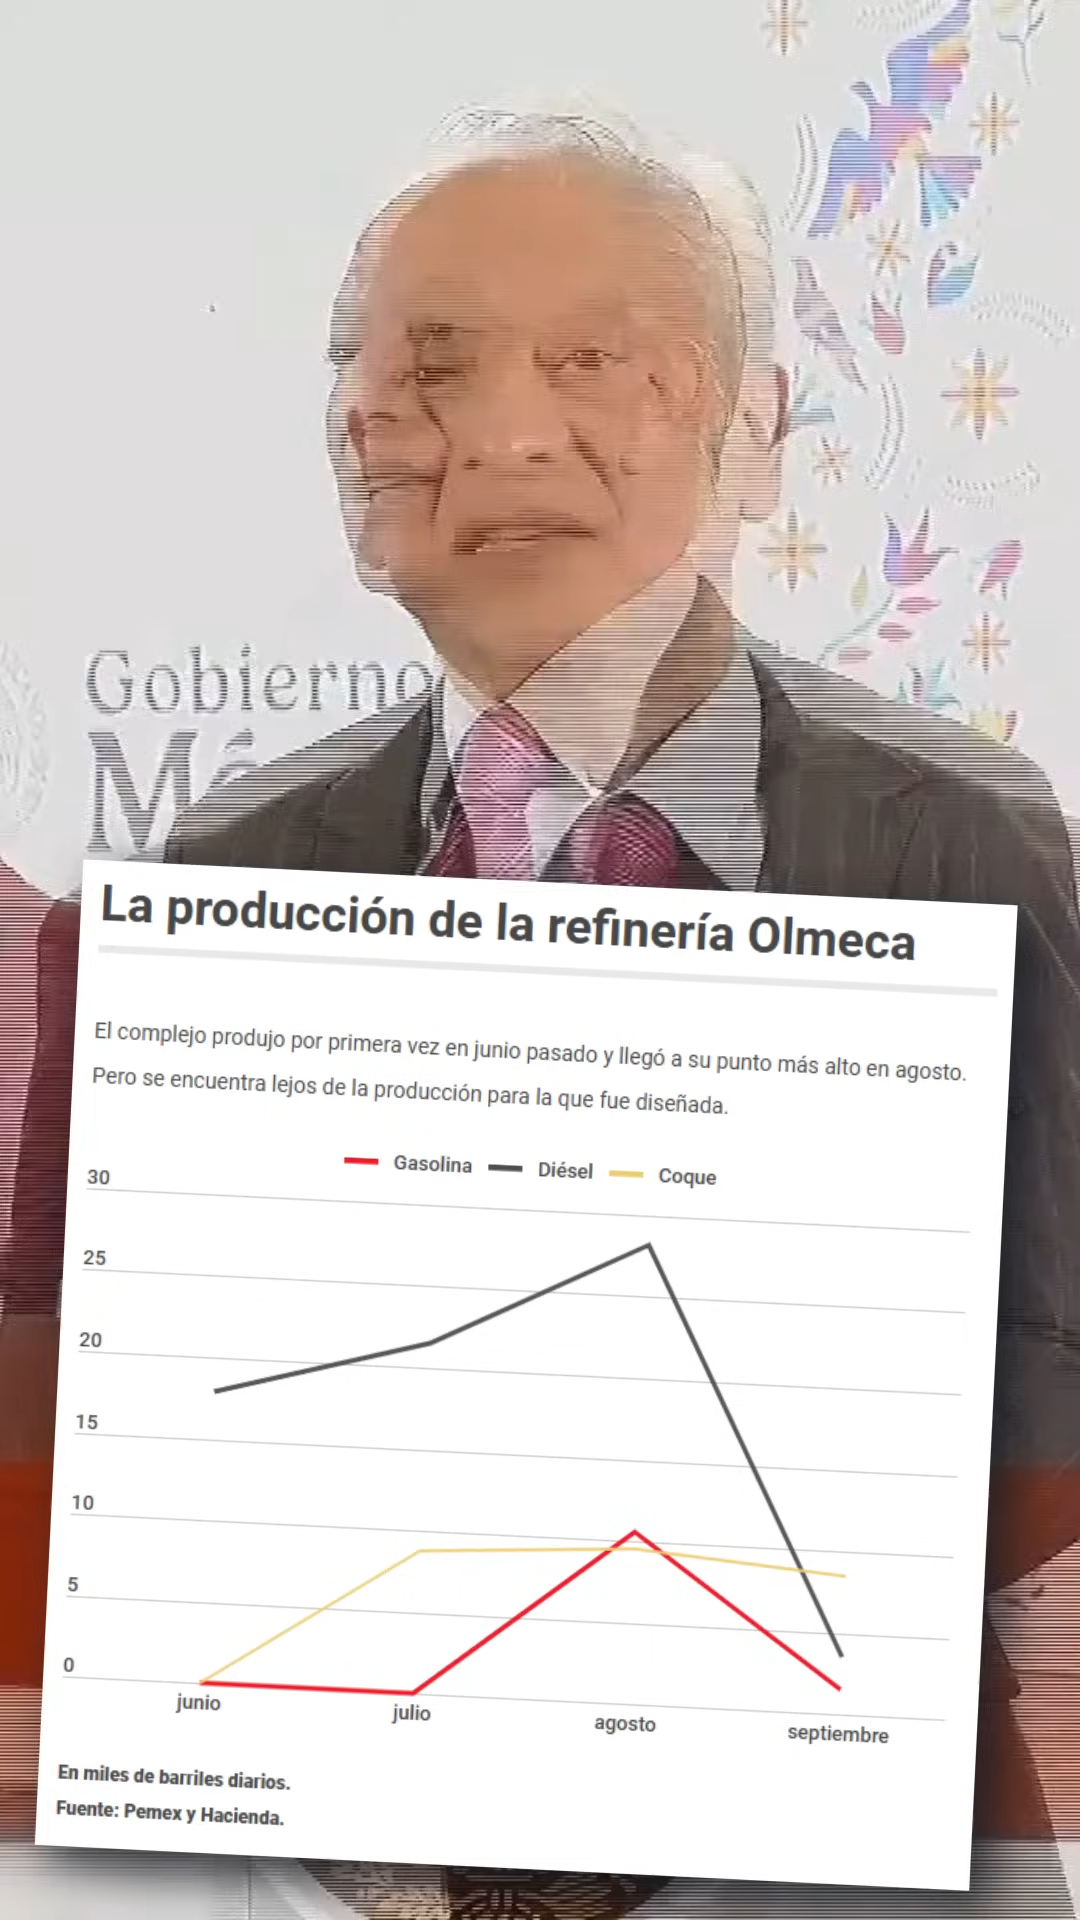 Gobierno
Mé
La producción de la refinería Olmeca
El complejo produjo por primera vez en junio pasado y llegó a su punto más alto en agosto.
Pero se encuentra lejos de la producción para la que fue diseñada.
Gasolina Diésel Coque
30
25
20
15
10
5
0
junio julio agosto septiembre
En miles de barriles diarios.
Fuente: Pemex y Hacienda.